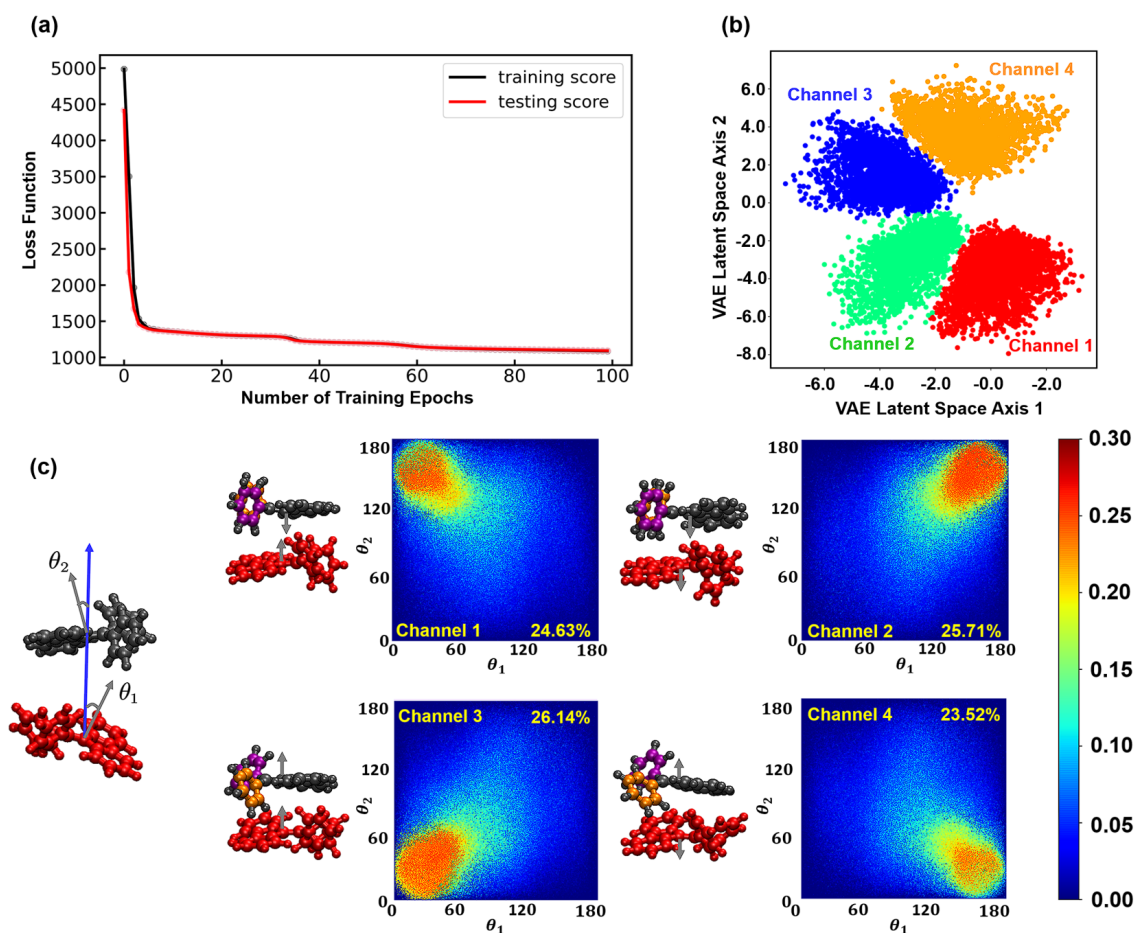 (a)
5000
4500
4000
3500
3000
2500
2000
1500
1000
Loss Function
training score
testing score
0
20
40
60
80
100
Number of Training Epochs
(b)
Channel 4
Channel 3
Channel 2
Channel 1
6.0
4.0
2.0
0.0
-2.0
-4.0
-6.0
-8.0
VAE Latent Space Axis 2
-6.0
-4.0
-2.0
-0.0
-2.0
VAE Latent Space Axis 1
(c)
θ2
θ1
180
120
θ2
60
0
Channel 1 24.63%
0
60
120
180
θ1
180
120
θ2
60
0
Channel 2 25.71%
0
60
120
180
θ1
180
120
θ2
60
0
Channel 3 26.14%
0
60
120
180
θ1
180
120
θ2
60
0
Channel 4 23.52%
0
60
120
180
θ1
0.30
0.25
0.20
0.15
0.10
0.05
0.00